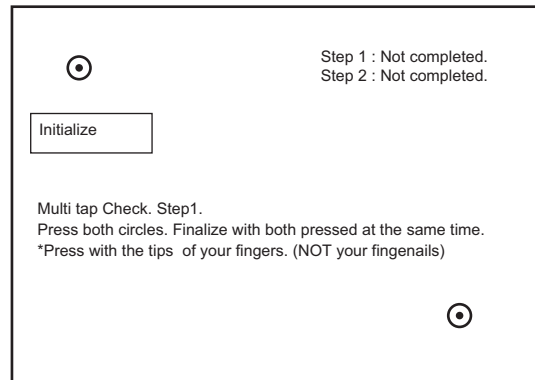 Step 1 : Not completed.
Step 2 : Not completed.
Initialize
Multi tap Check. Step1.
Press both circles. Finalize with both pressed at the same time.
*Press with the tips of your fingers. (NOT your fingenails)